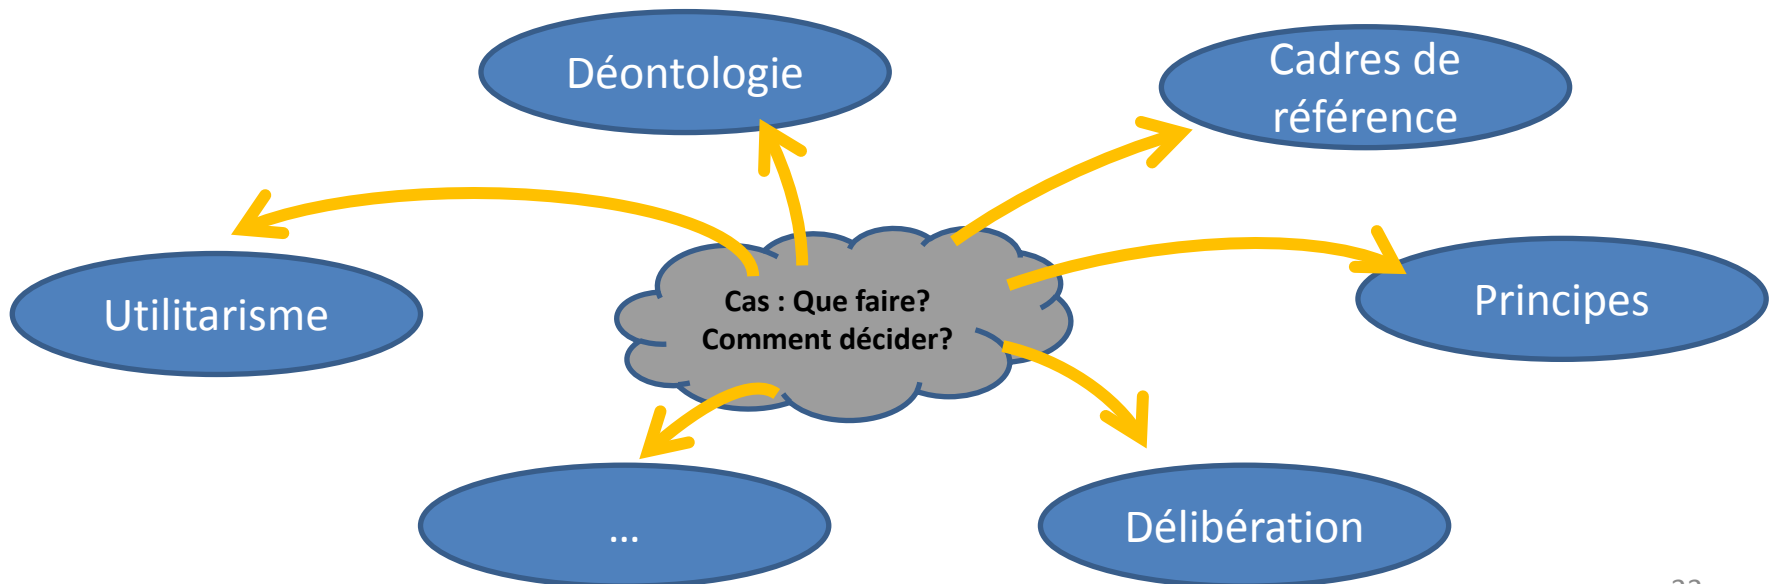 Déontologie
Cadres de
référence
Utilitarisme
Cas : Que faire?
Comment décider?
Principes
...
Délibération